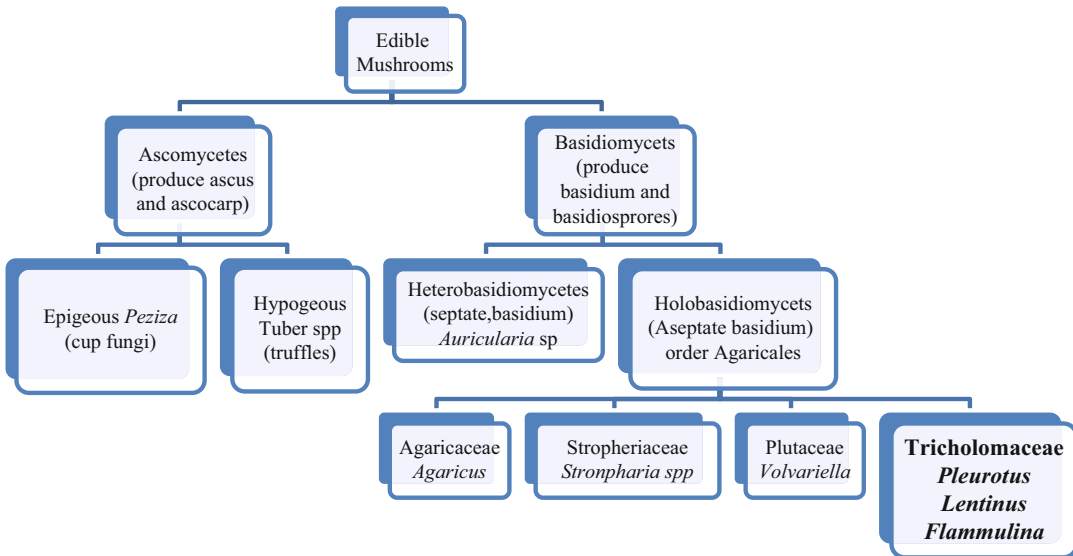 Edible
Mushrooms
Ascomycetes
(produce ascus
and ascocarp)
Basidiomycets
(produce
basidium and
basidiosprores)
Epigeous Peziza
(cup fungi)
Hypogeous
Tuber spp
(truffles)
Heterobasidiomycetes
(septate,basidium)
Auricularia sp
Holobasidiomycets
(Aseptate basidium)
order Agaricales
Agaricaceae
Agaricus
Stropheriaceae
Stronpharia spp
Plutaceae
Volvariella
Tricholomaceae
Pleurotus
Lentinus
Flammulina